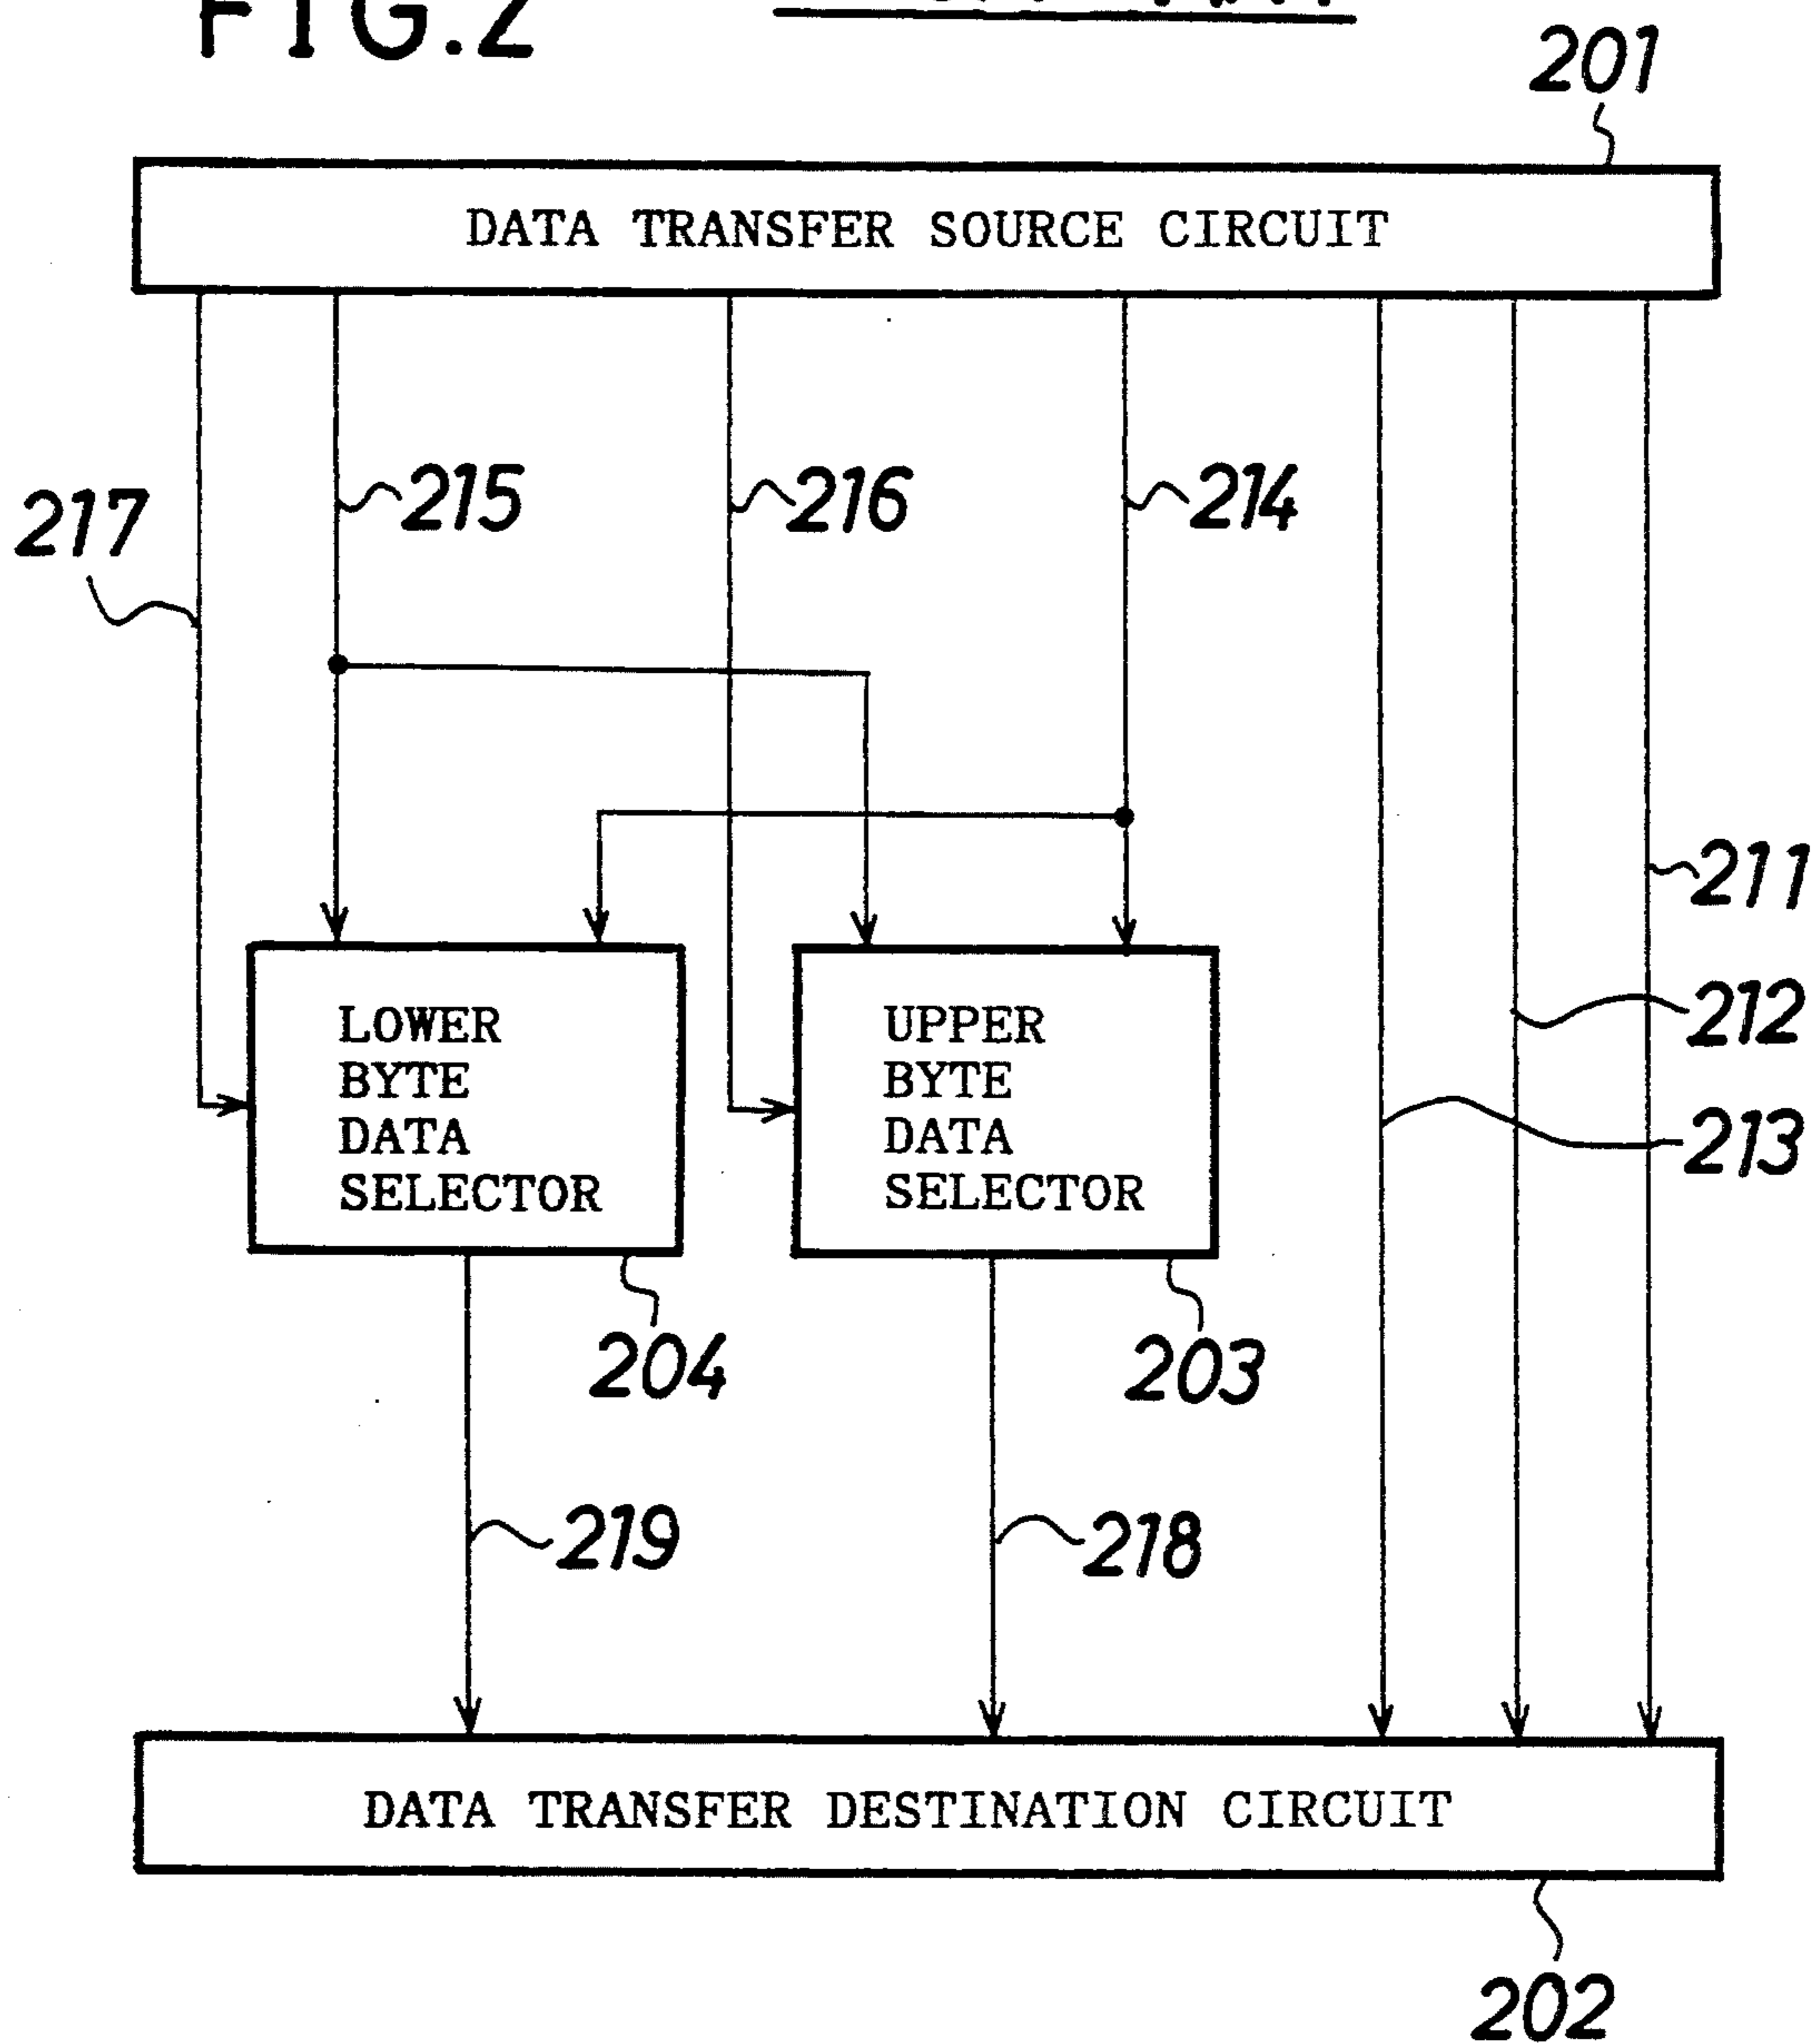 FIG.2
201
DATA TRANSFER SOURCE CIRCUIT
217
215
216
214
211
212
213
LOWER
BYTE
DATA
SELECTOR
UPPER
BYTE
DATA
SELECTOR
204
203
219
218
DATA TRANSFER DESTINATION CIRCUIT
202